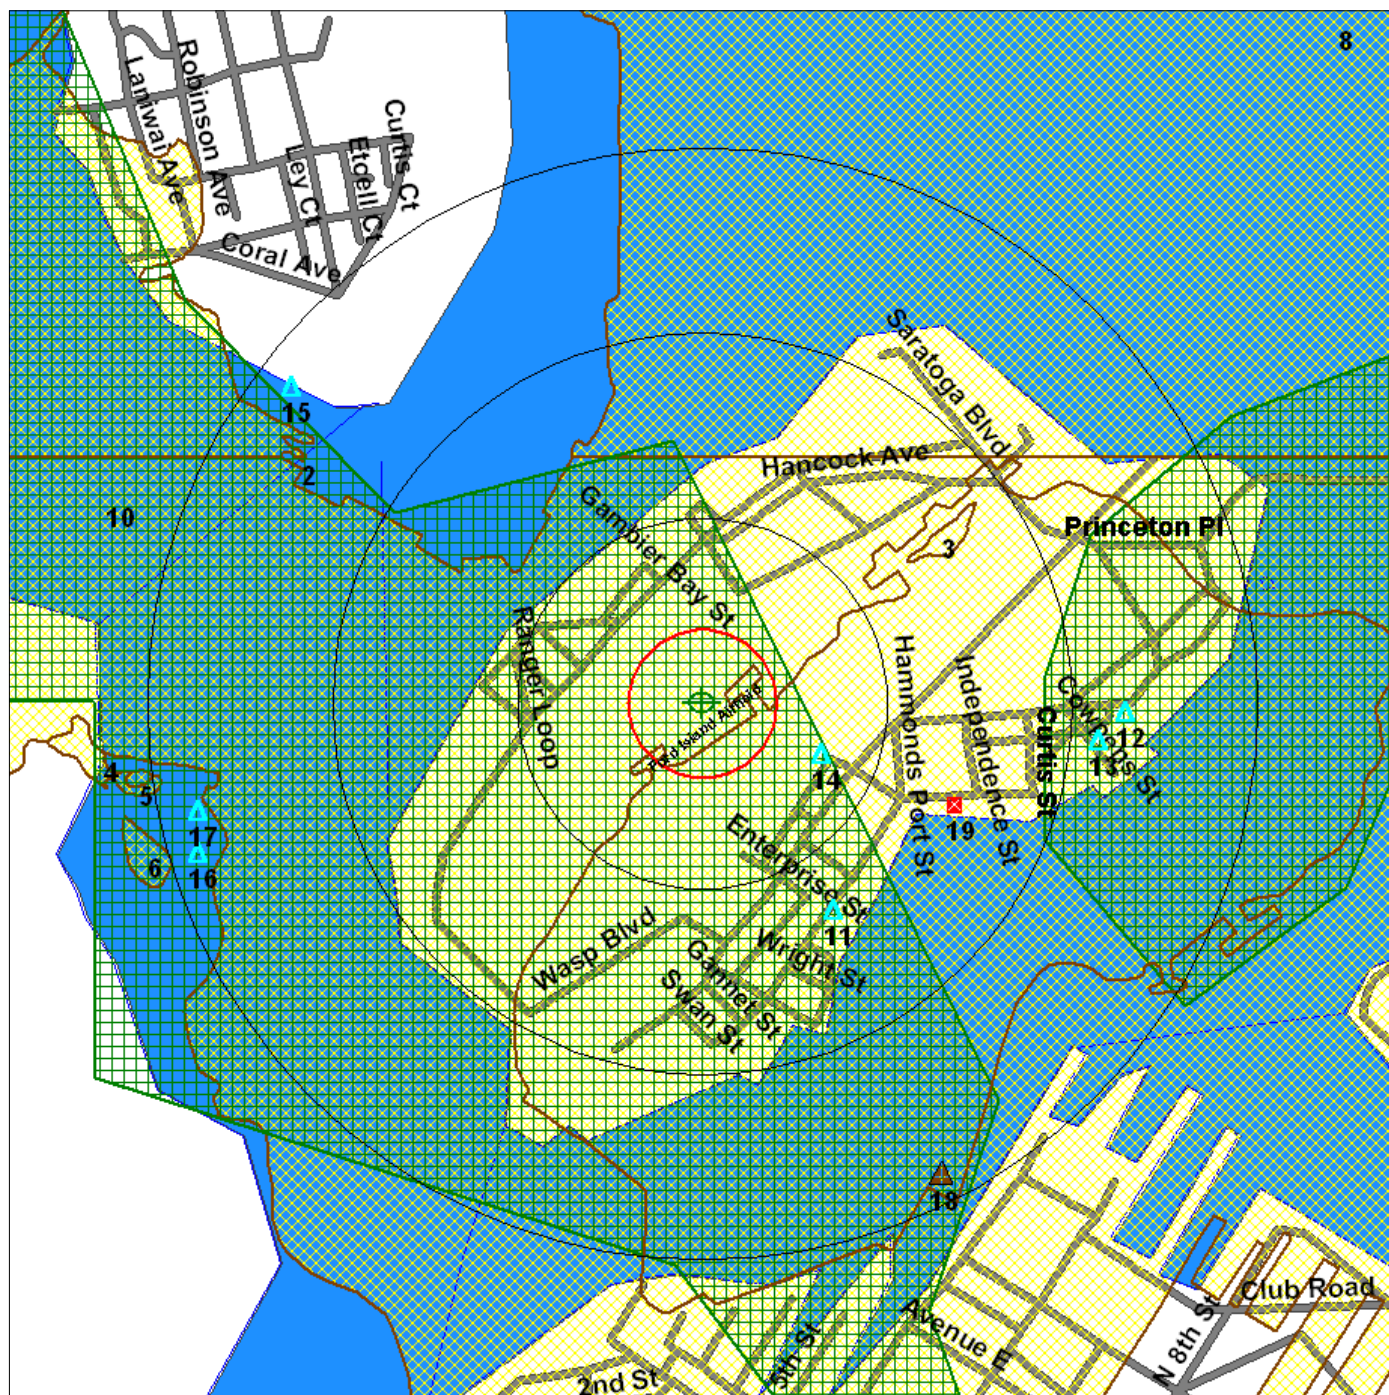 8
Robinson Ave
Laniwai Ave
Curtis Ct
Etcell Ct
Ley Ct
Coral Ave
15
2
10
Saratoga Blvd
Hancock Ave
Gambier Bay St
Princeton Pl
3
Ranger Loop
Ford Island Airfield
Hammonds Port St
Independence St
Curtis St
Cowpens St
12
13
14
4
5
17
16
6
19
Enterprise St
11
Wright St
Wasp Blvd
Gannet St
Swan St
18
Club Road
N 8th St
Avenue E
5th St
2nd St